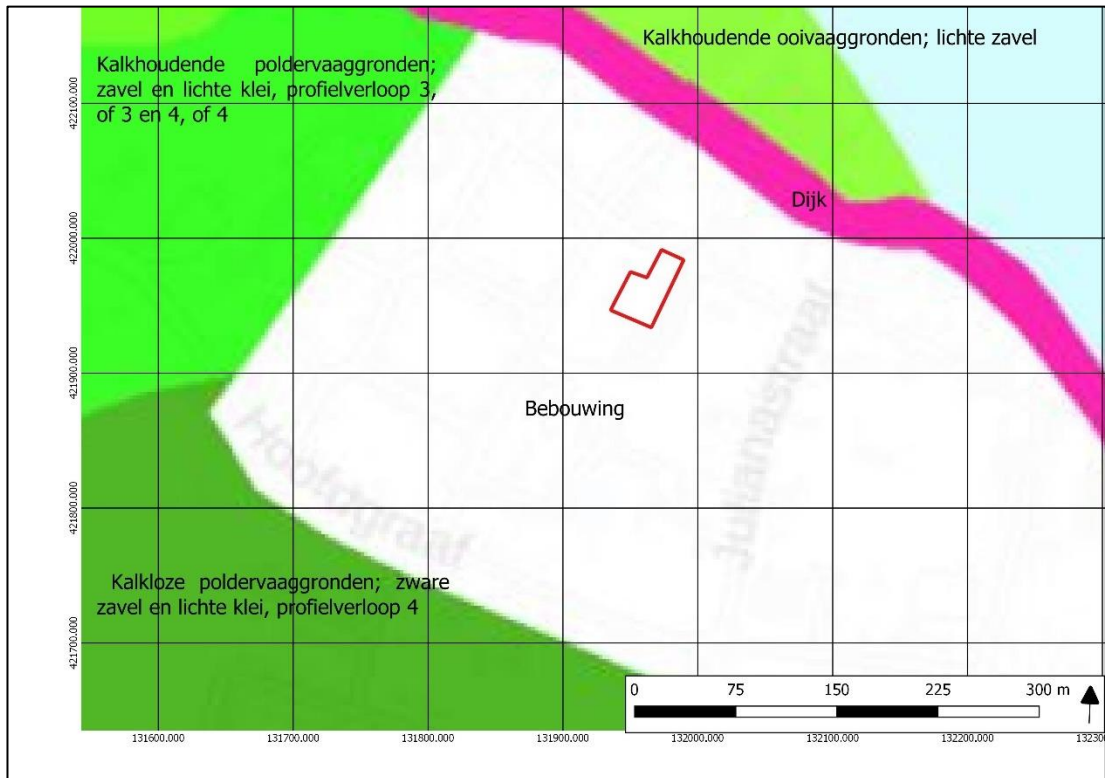 Kalkhoudende ooivaaggronden; lichte zavel
Kalkhoudende poldervaaggronden;
zavel en lichte klei, profielverloop 3,
of 3 en 4, of 4
422100.000
Dijk
422000.000
421900.000
Bebouwing
Hoofdgraaf
Julianastraat
421800.000
Kalkloze poldervaaggronden; zware
zavel en lichte klei, profielverloop 4
421700.000
0 75 150 225 300 m
131600.000 131700.000 131800.000 131900.000 132000.000 132100.000 132200.000